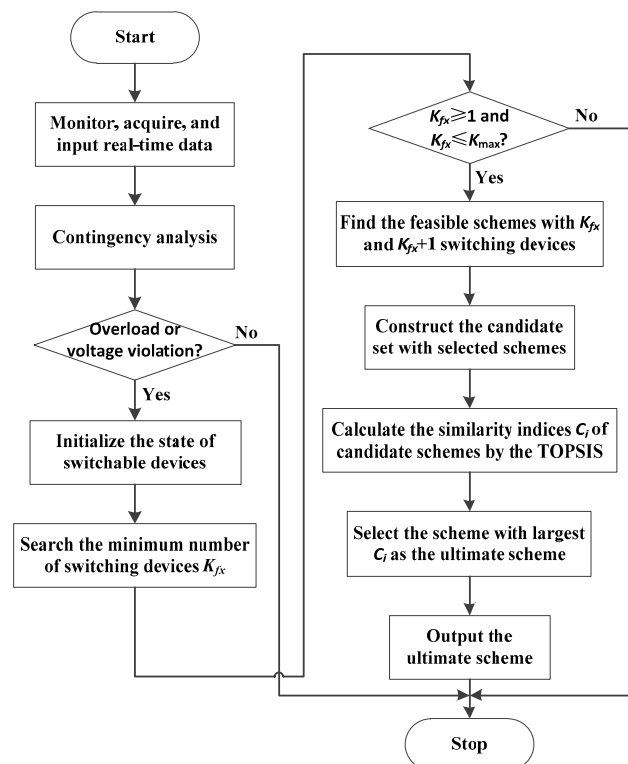 Start
Monitor, acquire, and
input real-time data
Contingency analysis
Overload or
voltage violation?
No
Yes
Initialize the state of
switchable devices
Search the minimum number
of switching devices Kfx
Kfx≥1 and
Kfx≤Kmax?
No
Yes
Find the feasible schemes with Kfx
and Kfx+1 switching devices
Construct the candidate
set with selected schemes
Calculate the similarity indices Ci of
candidate schemes by the TOPSIS
Select the scheme with largest
Ci as the ultimate scheme
Output the
ultimate scheme
Stop